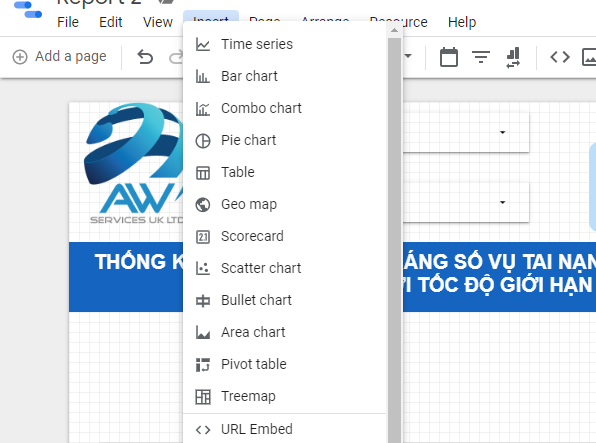 Report 2
File Edit View Insert Page Arrange Resource Help
Add a page
Time series
Bar chart
Combo chart
Pie chart
Table
Geo map
Scorecard
Scatter chart
Bullet chart
Area chart
Pivot table
Treemap
URL Embed
AW
SERVICES UK LTD
THỐNG K ÁNG SỐ VỤ TAI NẠN
TỐC ĐỘ GIỚI HẠN